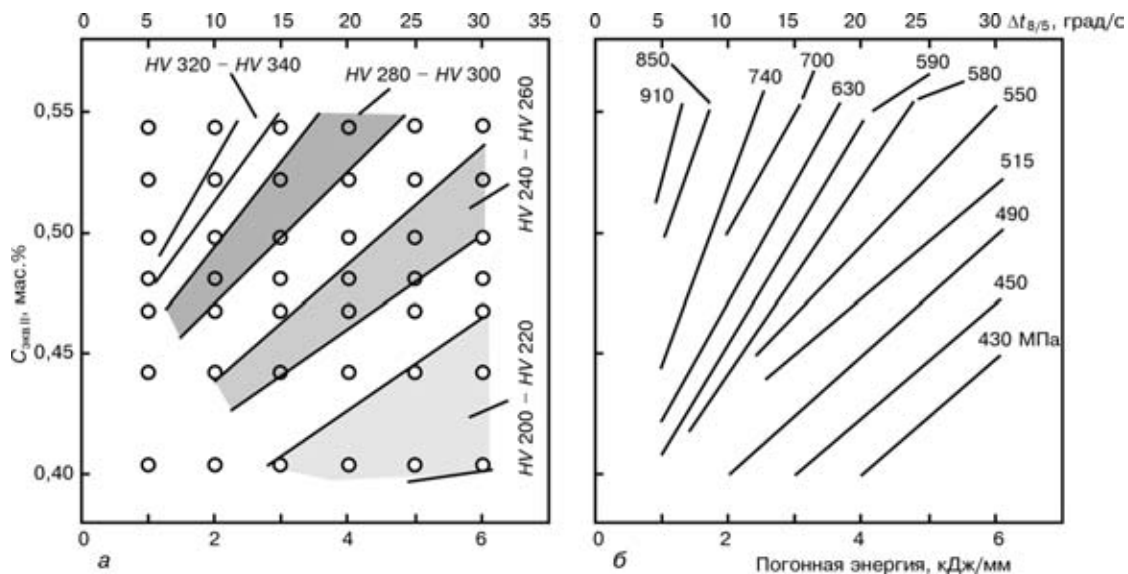 0 5 10 15 20 25 30 35
0 5 10 15 20 25 30 Δt8/5, град/с
HV 320 – HV 340
HV 280 – HV 300
HV 240 – HV 260
HV 200 – HV 220
0,55
0,50
0,45
0,40
Cэкв II, мас.%
0 2 4 6
а
850
910
740
700
630
590
580
550
515
490
450
430 МПа
0 2 4 6
б
Погонная энергия, кДж/мм